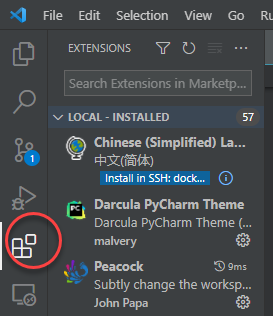 File Edit Selection View Go Ru
EXTENSIONS
Search Extensions in Marketp...
LOCAL - INSTALLED 57
Chinese (Simplified) La...
中文(简体)
Install in SSH: dock...
Darcula PyCharm Theme
Darcula PyCharm Theme (...
malvery
Peacock 9ms
Subtly change the worksp...
John Papa
1